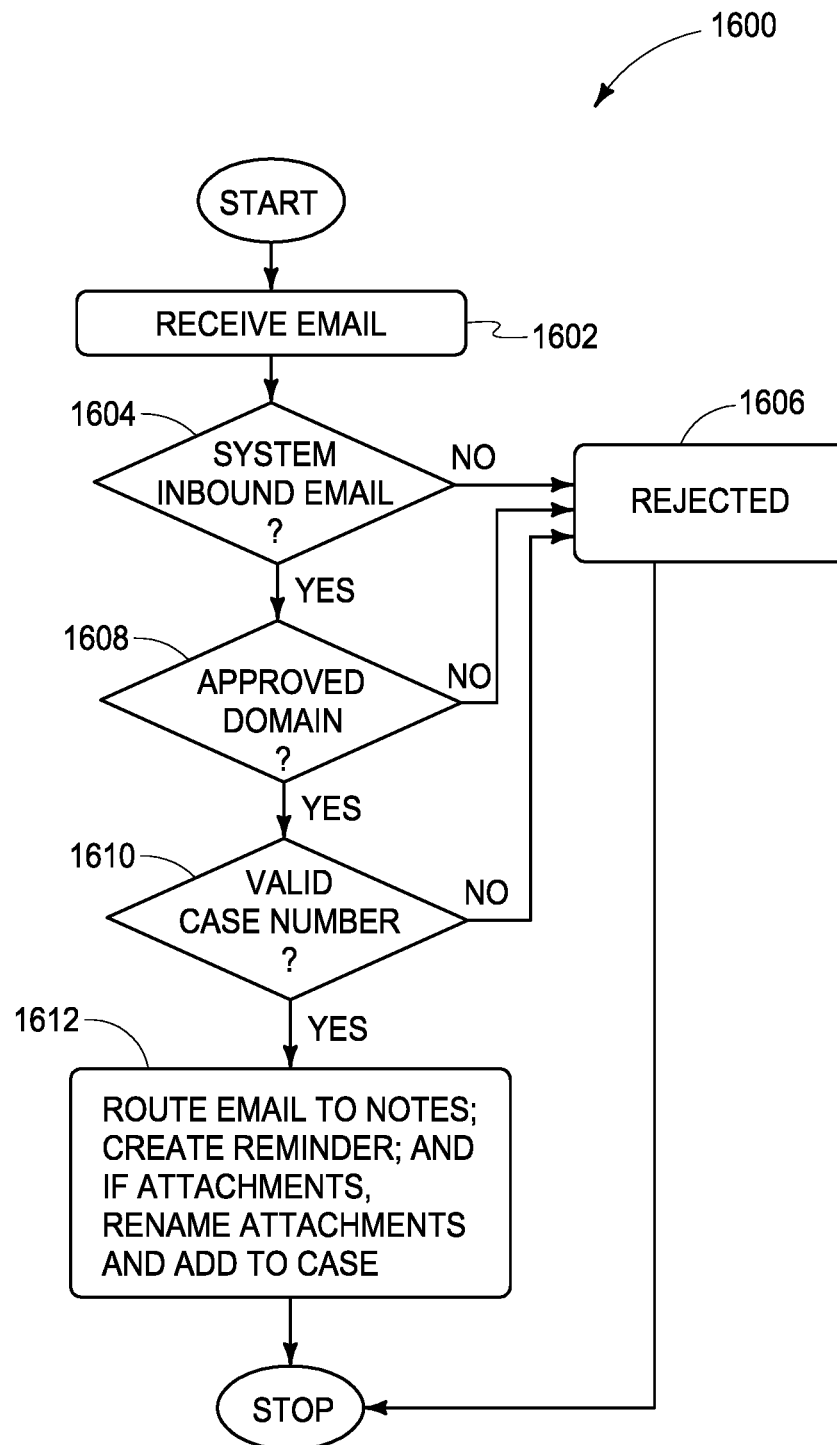 1600
START
RECEIVE EMAIL
1602
1604
SYSTEM
INBOUND EMAIL
?
NO
1606
REJECTED
YES
1608
APPROVED
DOMAIN
?
NO
YES
1610
VALID
CASE NUMBER
?
NO
YES
1612
ROUTE EMAIL TO NOTES;
CREATE REMINDER; AND
IF ATTACHMENTS,
RENAME ATTACHMENTS
AND ADD TO CASE
STOP